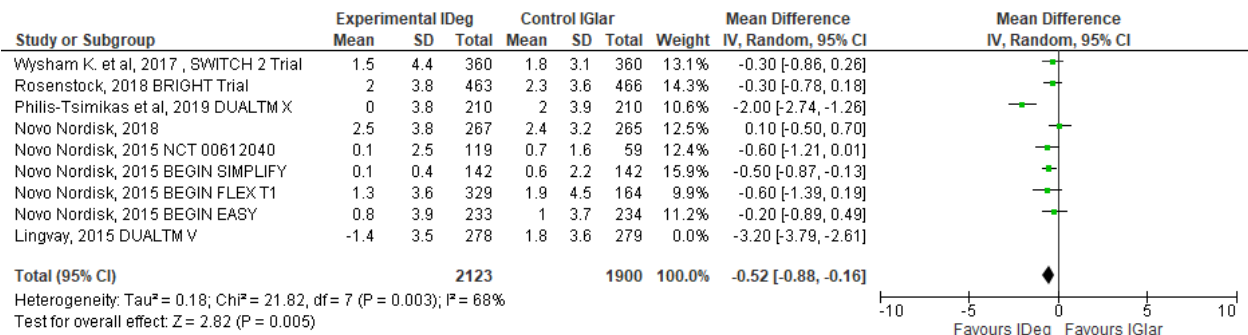 Experimental IDeg Control IGlar Mean Difference Mean Difference
Study or Subgroup Mean SD Total Mean SD Total Weight IV, Random, 95% CI IV, Random, 95% CI
Wysham K. et al, 2017 , SWITCH 2 Trial 1.5 4.4 360 1.8 3.1 360 13.1% -0.30 [-0.86, 0.26]
Rosenstock, 2018 BRIGHT Trial 2 3.8 463 2.3 3.6 466 14.3% -0.30 [-0.78, 0.18]
Philis-Tsimikas et al, 2019 DUALTM X 0 3.8 210 2 3.9 210 10.6% -2.00 [-2.74, -1.26]
Novo Nordisk, 2018 2.5 3.8 267 2.4 3.2 265 12.5% 0.10 [-0.50, 0.70]
Novo Nordisk, 2015 NCT 00612040 0.1 2.5 119 0.7 1.6 59 12.4% -0.60 [-1.21, 0.01]
Novo Nordisk, 2015 BEGIN SIMPLIFY 0.1 0.4 142 0.6 2.2 142 15.9% -0.50 [-0.87, -0.13]
Novo Nordisk, 2015 BEGIN FLEX T1 1.3 3.6 329 1.9 4.5 164 9.9% -0.60 [-1.39, 0.19]
Novo Nordisk, 2015 BEGIN EASY 0.8 3.9 233 1 3.7 234 11.2% -0.20 [-0.89, 0.49]
Lingvay, 2015 DUALTM V -1.4 3.5 278 1.8 3.6 279 0.0% -3.20 [-3.79, -2.61]
Total (95% CI) 2123 1900 100.0% -0.52 [-0.88, -0.16]
Heterogeneity: Tau² = 0.18; Chi² = 21.82, df = 7 (P = 0.003); I² = 68%
Test for overall effect: Z = 2.82 (P = 0.005)
-10 -5 0 5 10
Favours IDeg Favours IGlar